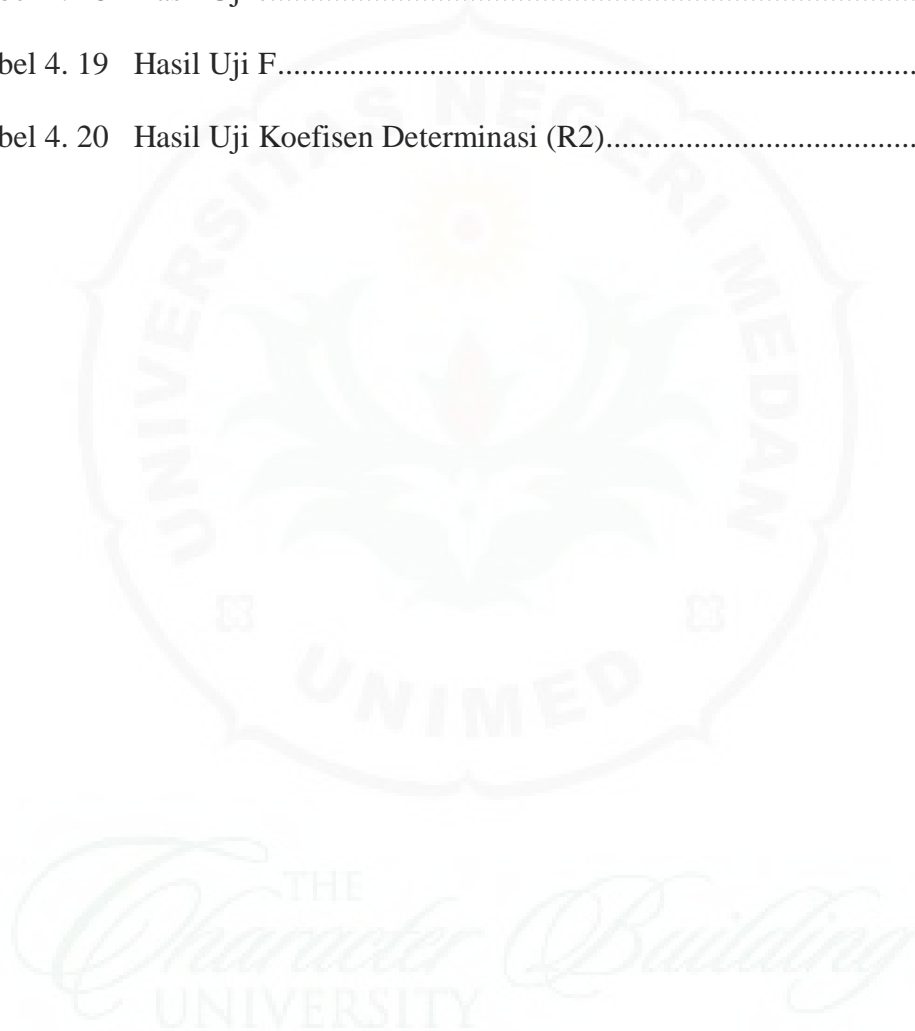 bel 4. 19 Hasil Uji F...............................................................................................
bel 4. 20 Hasil Uji Koefisen Determinasi (R2)..............................................
UNIVERSITAS NEGERI MEDAN
UNIMED
THE
Character Building
UNIVERSITY